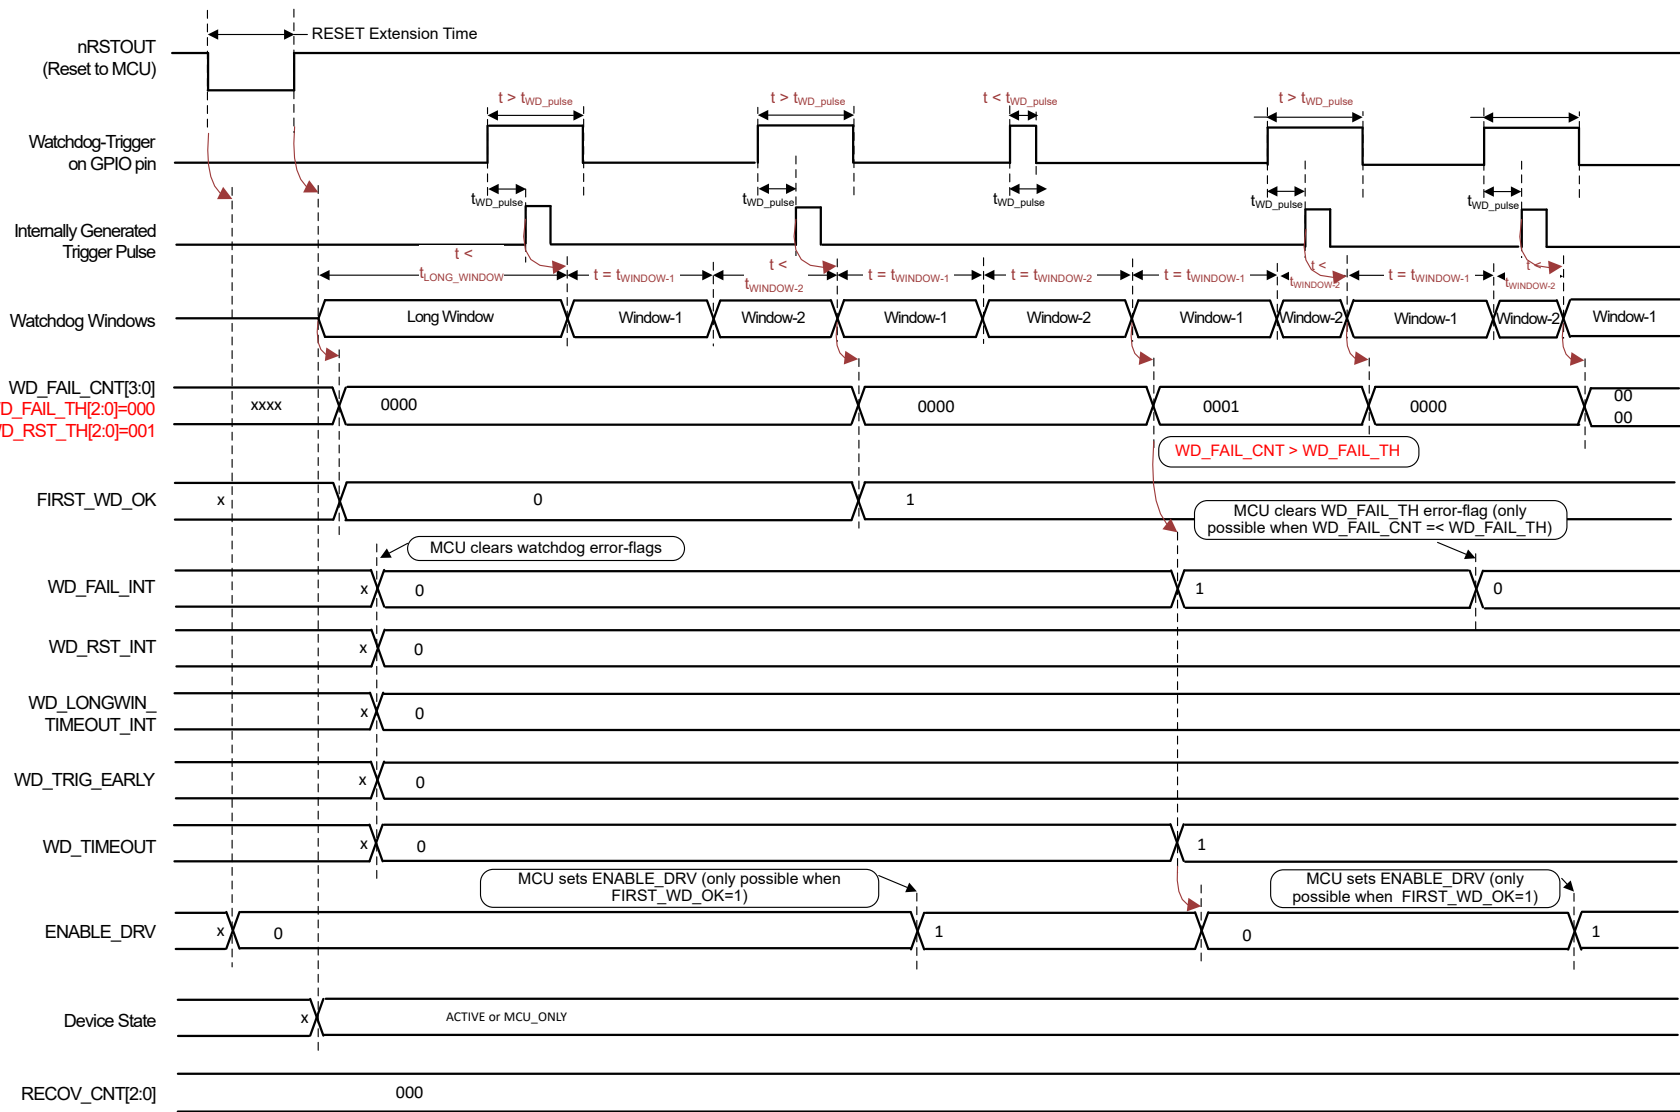 RESET Extension Time
nRSTOUT
(Reset to MCU)
t > tWD_pulse
t > tWD_pulse
t < tWD_pulse
t > tWD_pulse
Watchdog-Trigger
on GPIO pin
tWD_pulse
tWD_pulse
tWD_pulse
tWD_pulse
tWD_pulse
Internally Generated
Trigger Pulse
t <
tLONG_WINDOW
t = tWINDOW-1
t <
tWINDOW-2
t = tWINDOW-1
t = tWINDOW-2
t = tWINDOW-1
t <
tWINDOW-2
t = tWINDOW-1
t <
tWINDOW-2
Watchdog Windows
Long Window
Window-1
Window-2
Window-1
Window-2
Window-1
Window-2
Window-1
Window-2
Window-1
WD_FAIL_CNT[3:0]
D_FAIL_TH[2:0]=000
D_RST_TH[2:0]=001
xxxx
0000
0000
0001
0000
00
00
WD_FAIL_CNT > WD_FAIL_TH
FIRST_WD_OK
x
0
1
MCU clears WD_FAIL_TH error-flag (only
possible when WD_FAIL_CNT =< WD_FAIL_TH)
MCU clears watchdog error-flags
WD_FAIL_INT
x
0
1
0
WD_RST_INT
x
0
WD_LONGWIN_
TIMEOUT_INT
x
0
WD_TRIG_EARLY
x
0
WD_TIMEOUT
x
0
1
MCU sets ENABLE_DRV (only possible when
FIRST_WD_OK=1)
MCU sets ENABLE_DRV (only
possible when FIRST_WD_OK=1)
ENABLE_DRV
x
0
1
0
1
Device State
x
ACTIVE or MCU_ONLY
RECOV_CNT[2:0]
000